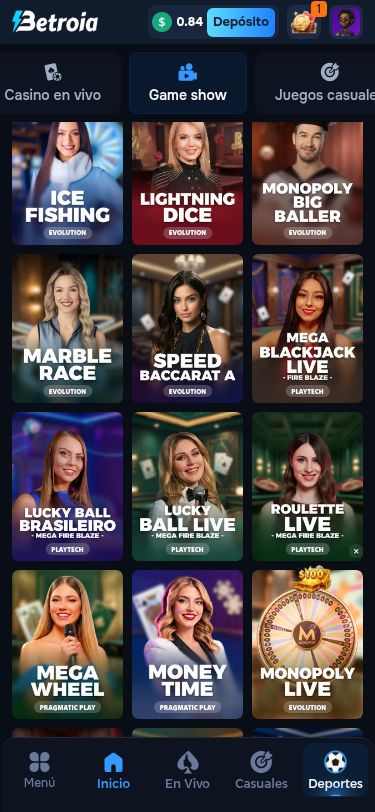 Betroia
$ 0.84 Depósito
1
Casino en vivo
Game show
Juegos casuale
ICE
FISHING
EVOLUTION
LIGHTNING
DICE
EVOLUTION
MONOPOLY
BIG
BALLER
EVOLUTION
MARBLE
RACE
EVOLUTION
SPEED
BACCARAT A
EVOLUTION
MEGA
BLACKJACK
LIVE
- FIRE BLAZE -
PLAYTECH
LUCKY BALL
BRASILEIRO
- MEGA FIRE BLAZE -
PLAYTECH
LUCKY
BALL LIVE
- MEGA FIRE BLAZE -
PLAYTECH
ROULETTE
LIVE
- MEGA FIRE BLAZE -
PLAYTECH
×
MEGA
WHEEL
PRAGMATIC PLAY
MONEY
TIME
PRAGMATIC PLAY
$100
M
MONOPOLY
LIVE
EVOLUTION
Menú
Inicio
En Vivo
Casuales
Deportes